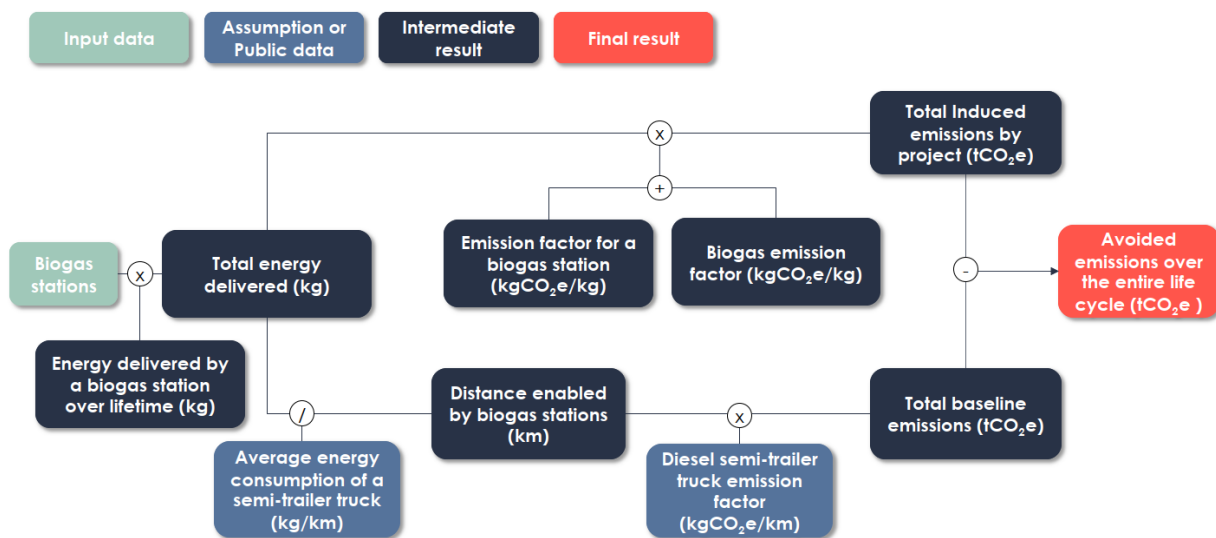 Input data
Assumption or
Public data
Intermediate
result
Final result
Total Induced
emissions by
project (tCO₂e)
x
+
Emission factor for a
biogas station
(kgCO₂e/kg)
Biogas emission
factor (kgCO₂e/kg)
Biogas
stations
x
Total energy
delivered (kg)
-
Avoided
emissions over
the entire life
cycle (tCO₂e )
Energy delivered by
a biogas station
over lifetime (kg)
/
Distance enabled
by biogas stations
(km)
x
Total baseline
emissions (tCO₂e)
Average energy
consumption of a
semi-trailer truck
(kg/km)
Diesel semi-trailer
truck emission
factor
(kgCO₂e/km)